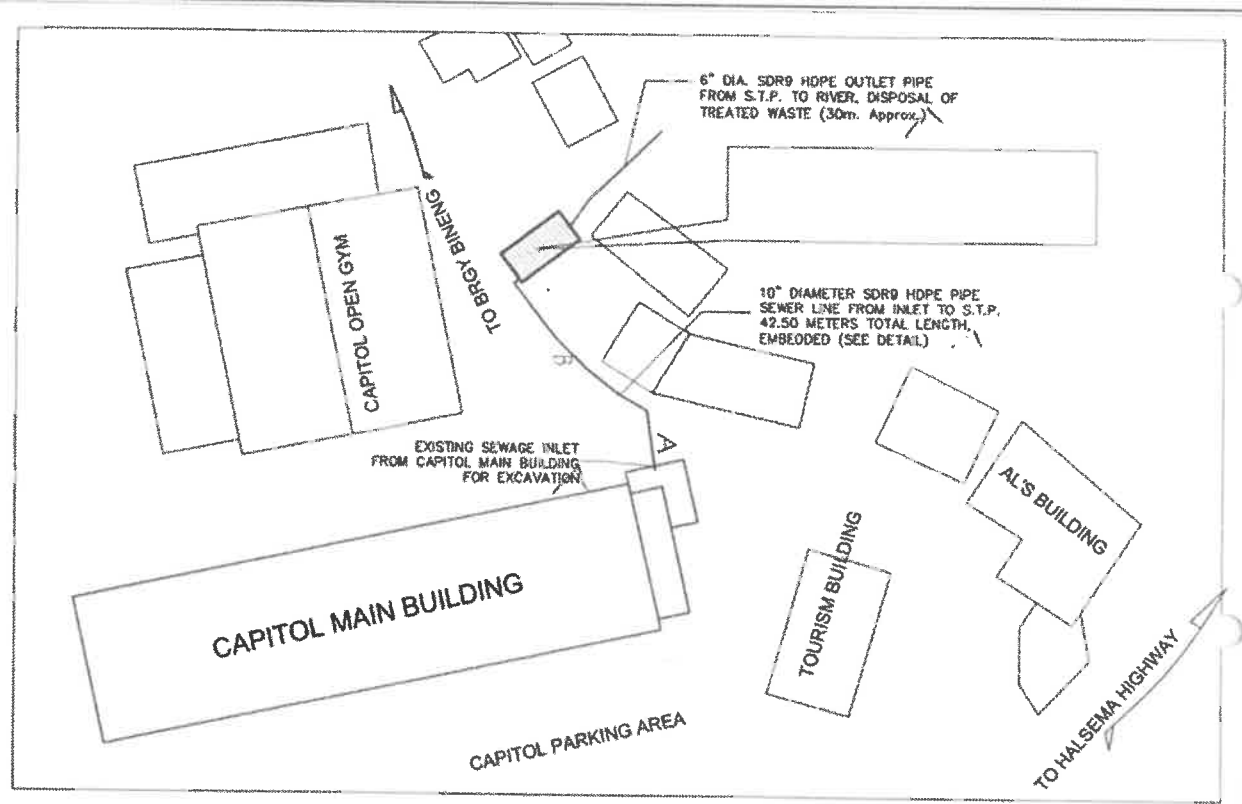 6" DIA. SDR9 HDPE OUTLET PIPE
FROM S.T.P. TO RIVER, DISPOSAL OF
TREATED WASTE (30m. Approx.)
TO BRGY BINENG
CAPITOL OPEN GYM
10" DIAMETER SDR9 HDPE PIPE
SEWER LINE FROM INLET TO S.T.P.
42.50 METERS TOTAL LENGTH,
EMBEDDED (SEE DETAIL)
B
A
EXISTING SEWAGE INLET
FROM CAPITOL MAIN BUILDING
FOR EXCAVATION
CAPITOL MAIN BUILDING
AL'S BUILDING
TOURISM BUILDING
CAPITOL PARKING AREA
TO HALSEMA HIGHWAY